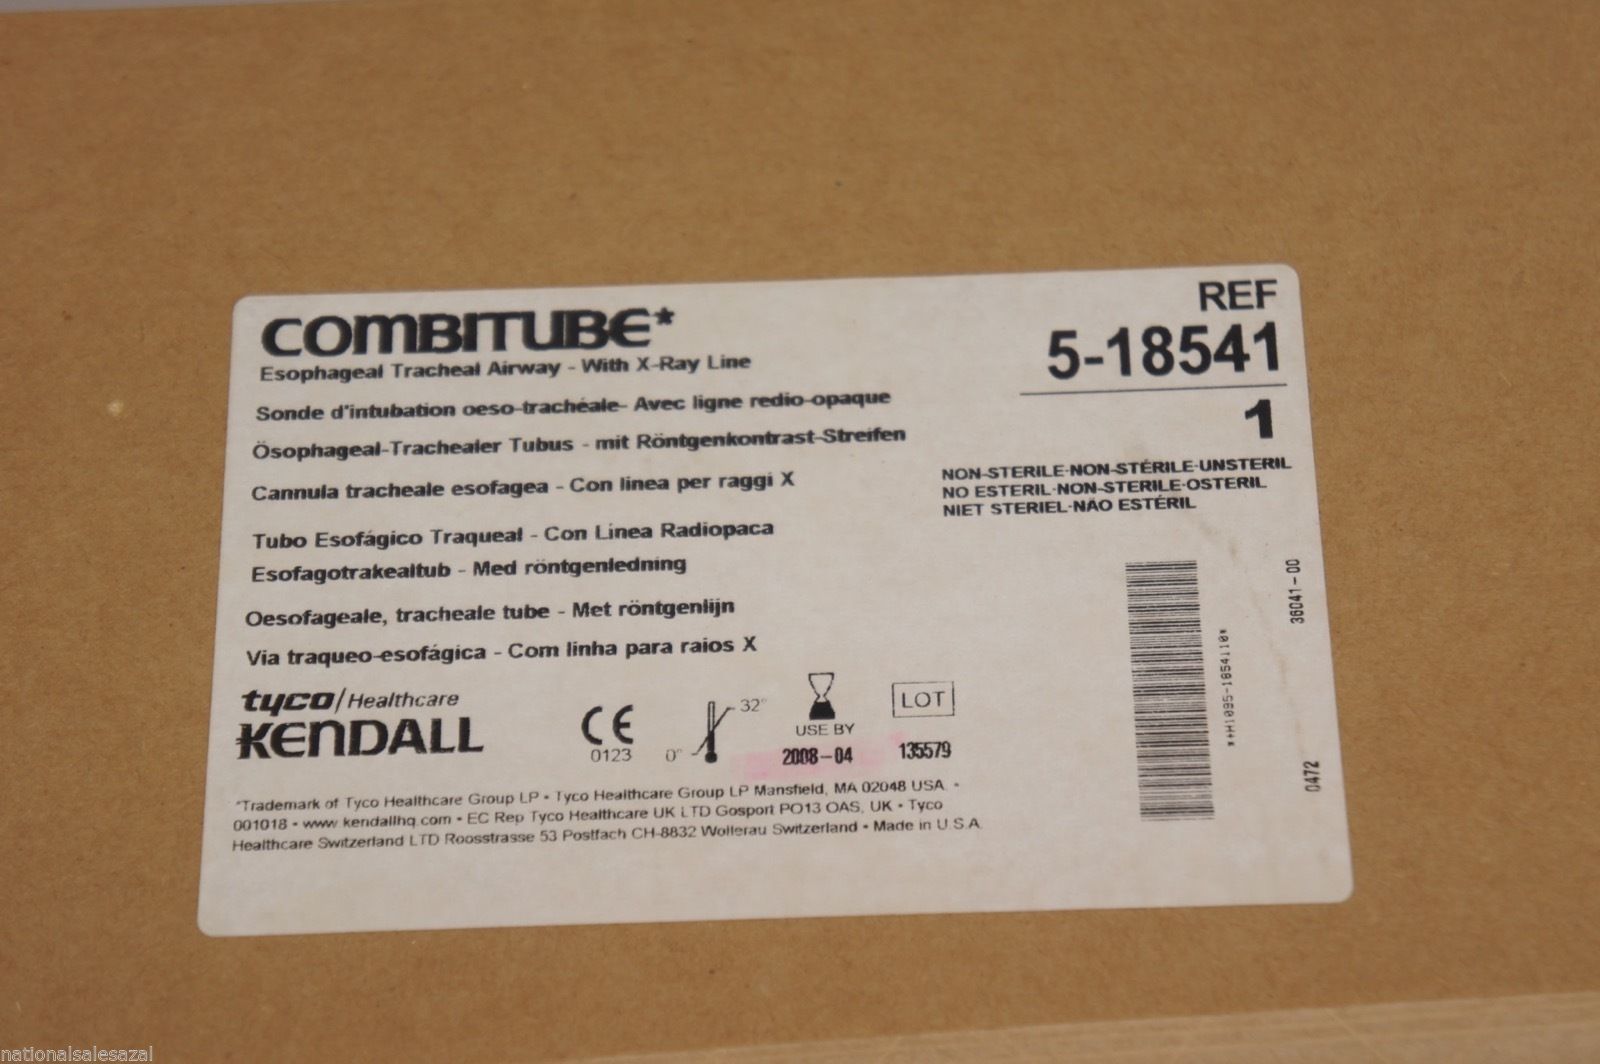 COMBITUBE*
Esophageal Tracheal Airway - With X-Ray Line
Sonde d'intubation oeso-trachéale- Avec ligne redio-opaque
Ösophageal-Trachealer Tubus - mit Röntgenkontrast-Streifen
Cannula tracheale esofagea - Con linea per raggi X
Tubo Esofágico Traqueal - Con Línea Radiopaca
Esofagotrakealtub - Med röntgenledning
Oesofageale, tracheale tube - Met röntgenlijn
Via traqueo-esofágica - Com linha para raios X
REF
5-18541
1
NON-STERILE·NON-STÉRILE·UNSTERIL
NO ESTERIL·NON-STERILE·OSTERIL
NIET STERIEL·NÃO ESTÉRIL
tyco/Healthcare
KENDALL
CE
0123
0° 32°
USE BY
2008-04
LOT
135579
*+H1095-1854110*
36041-00
0472
*Trademark of Tyco Healthcare Group LP • Tyco Healthcare Group LP Mansfield, MA 02048 USA. •
001018 • www.kendallhq.com • EC Rep Tyco Healthcare UK LTD Gosport PO13 OAS, UK • Tyco
Healthcare Switzerland LTD Roosstrasse 53 Postfach CH-8832 Wollerau Switzerland • Made in U.S.A.
nationalsalesazal